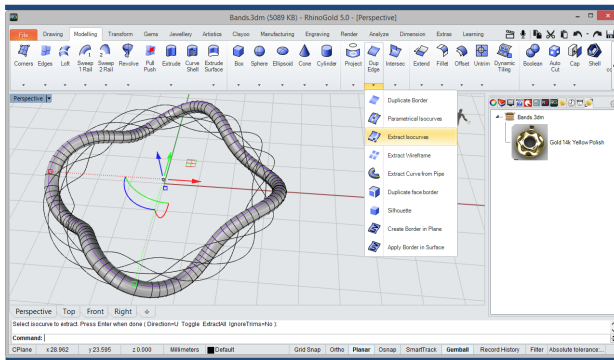 Bands.3dm (5089 KB) - RhinoGold 5.0 - [Perspective]
File Drawing Modelling Transform Gems Jewellery Artistics Clayoo Manufacturing Engraving Render Analyze Dimension Extras Learning
Corners Edges Loft Sweep 1 Rail Sweep 2 Rail Revolve Pull Push Extrude Curve Shell Extrude Surface Box Sphere Ellipsoid Cone Cylinder Project Dup Edge Intersec Extend Fillet Offset Untrim Dynamic Tiling Boolean Auto Cut Cap Shell
Perspective
Duplicate Border
Parametrical Isocurves
Extract Isocurves
Extract Wireframe
Extract Curve from Pipe
Duplicate face border
Silhouette
Create Border in Plane
Apply Border in Surface
Bands.3dm
Gold 14k Yellow Polish
Perspective Top Front Right
Select isocurve to extract. Press Enter when done ( Direction=U Toggle ExtractAll IgnoreTrims=No ):
Command:
CPlane x 28.962 y 23.595 z 0.000 Millimeters Default Grid Snap Ortho Planar Osnap SmartTrack Gumball Record History Filter Absolute tolerance:...